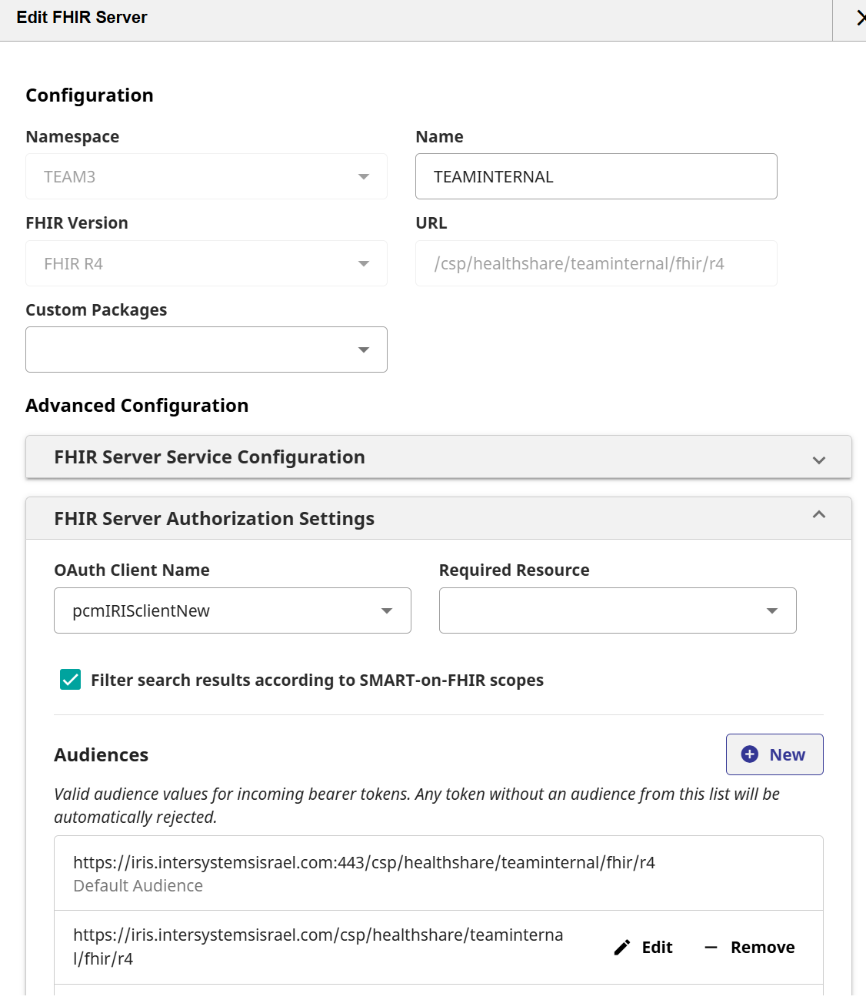 Edit FHIR Server
Configuration
Namespace
Name
TEAM3
TEAMINTERNAL
FHIR Version
URL
FHIR R4
/csp/healthshare/teaminternal/fhir/r4
Custom Packages
Advanced Configuration
FHIR Server Service Configuration
FHIR Server Authorization Settings
OAuth Client Name
Required Resource
pcmIRISclientNew
Filter search results according to SMART-on-FHIR scopes
Audiences
New
Valid audience values for incoming bearer tokens. Any token without an audience from this list will be
automatically rejected.
https://iris.intersystemsisrael.com:443/csp/healthshare/teaminternal/fhir/r4
Default Audience
https://iris.intersystemsisrael.com/csp/healthshare/teaminterna
l/fhir/r4
Edit
Remove